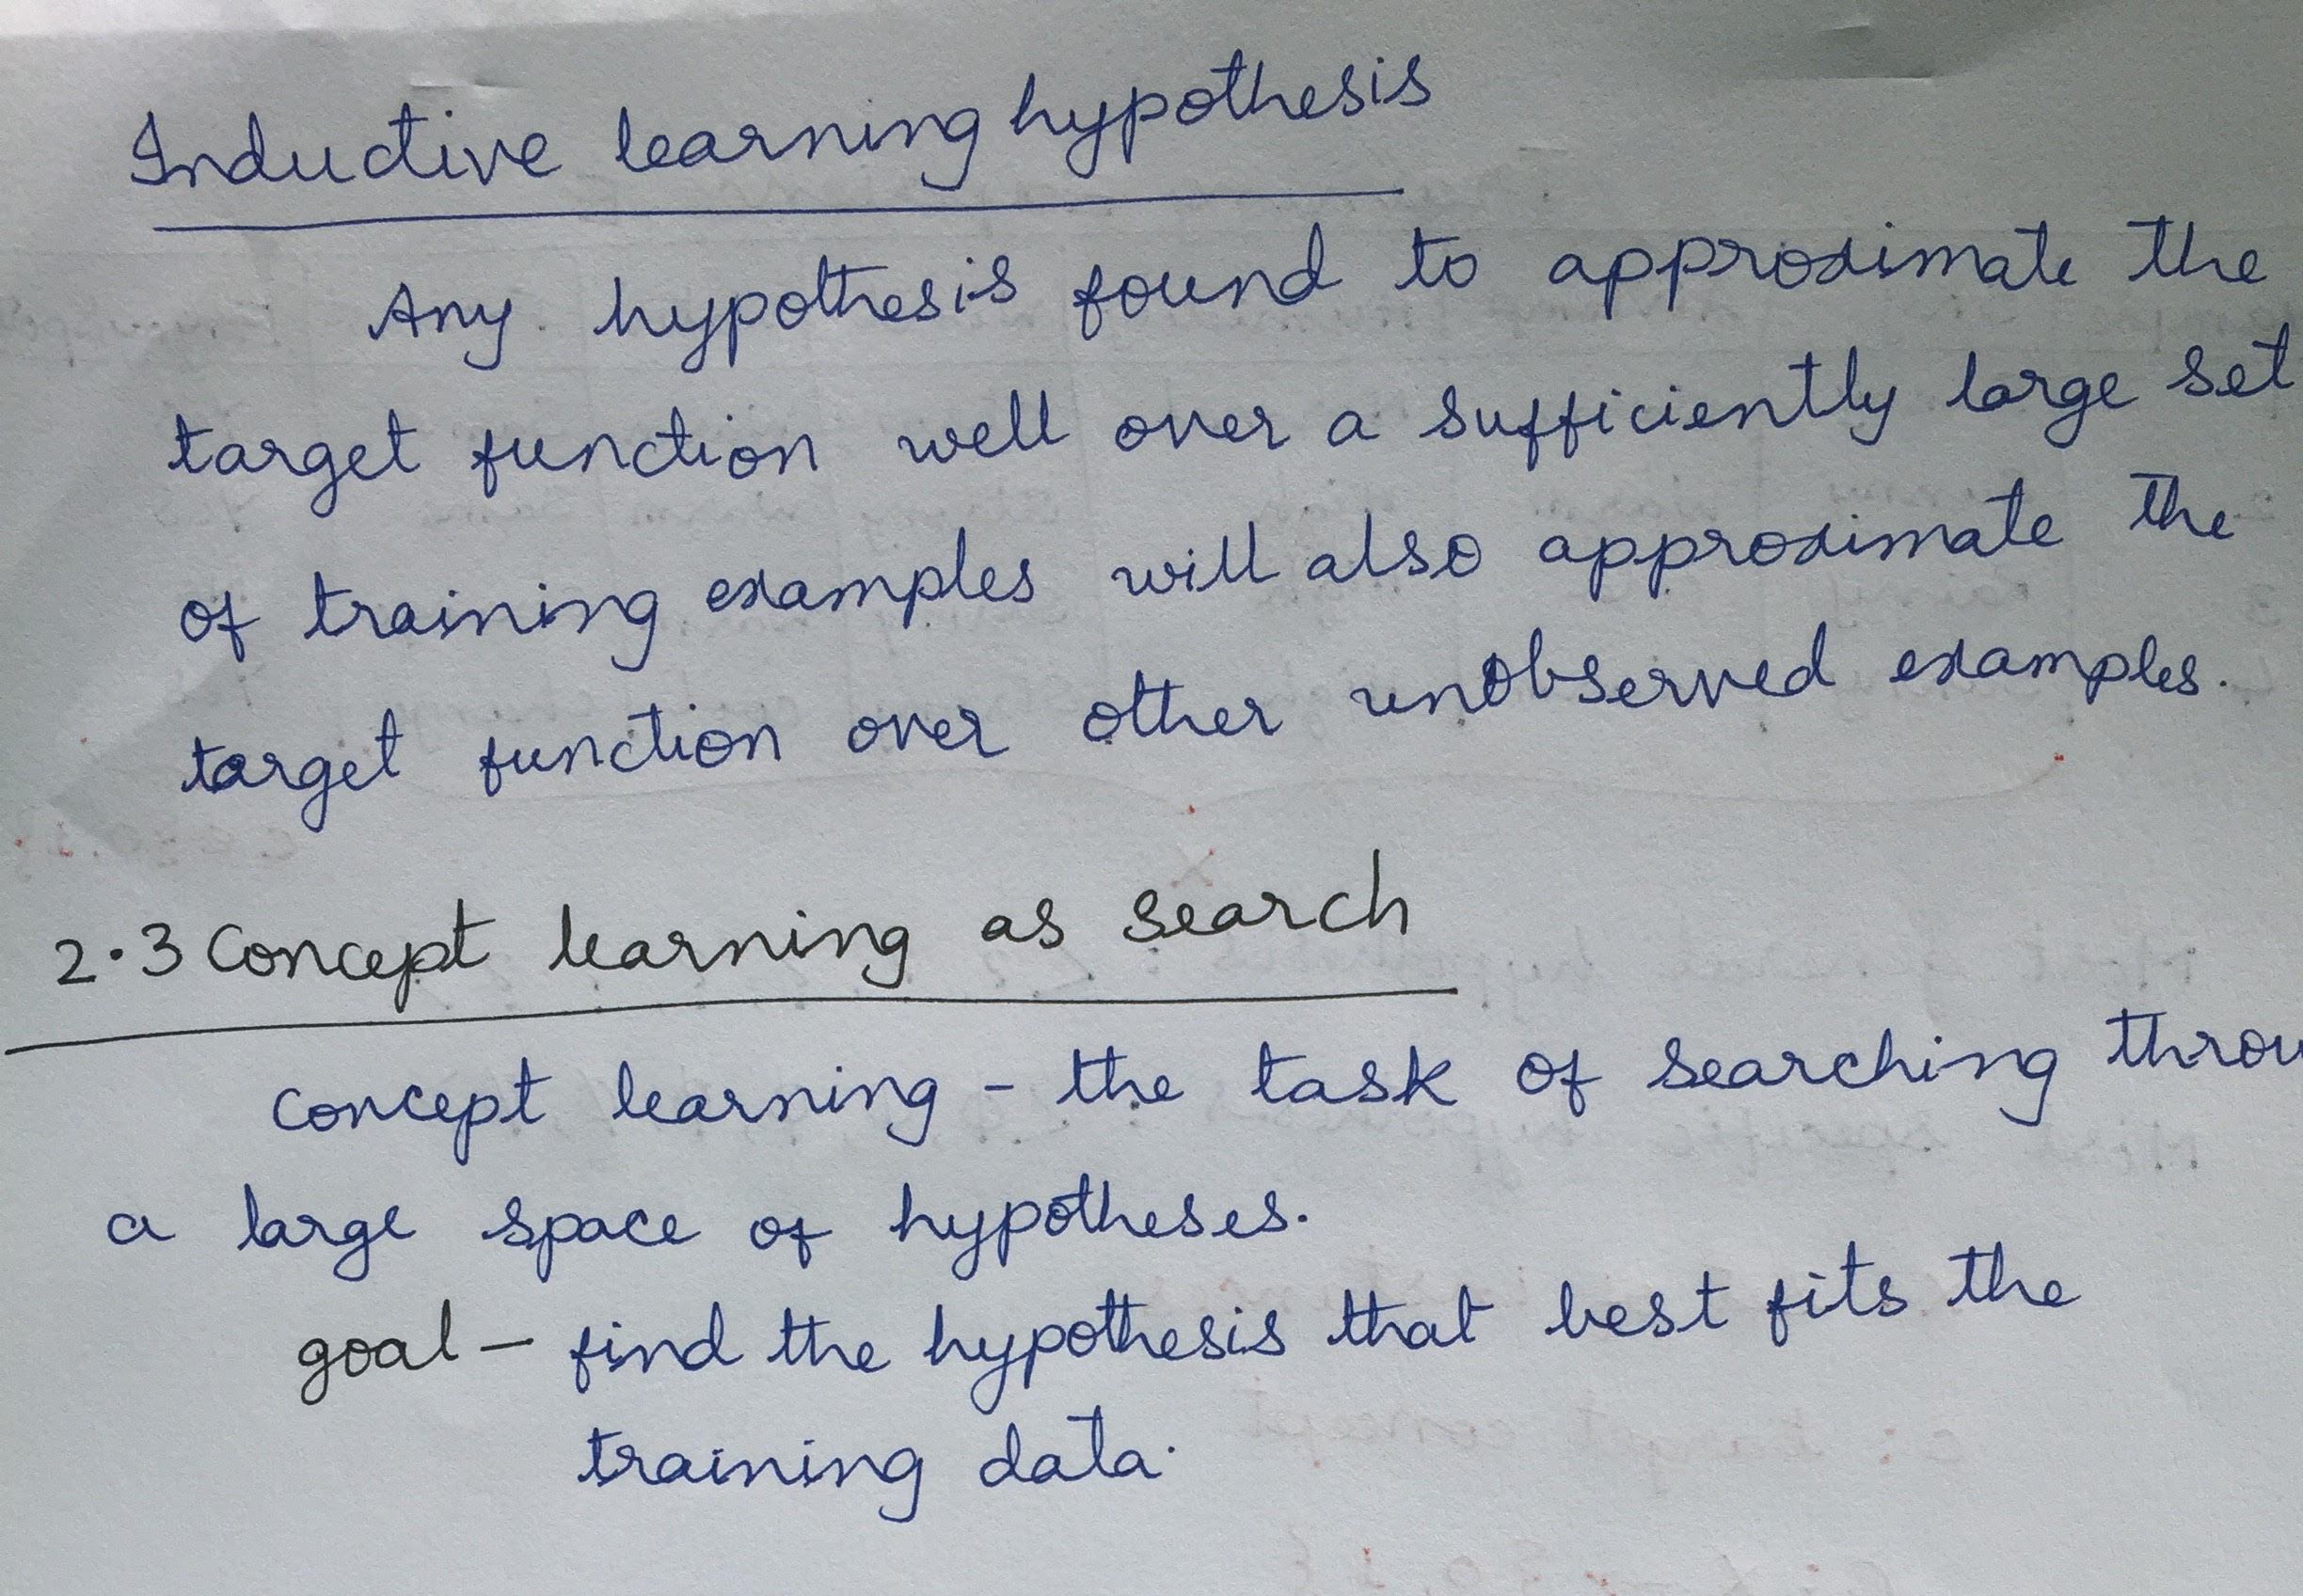 Inductive learning hypothesis
Any hypothesis found to approximate the
target function well over a sufficiently large set
of training examples will also approximate the
target function over other unobserved examples.
2.3 Concept learning as search
Concept learning - the task of searching throu
a large space of hypotheses.
goal - find the hypothesis that best fits the
training data.